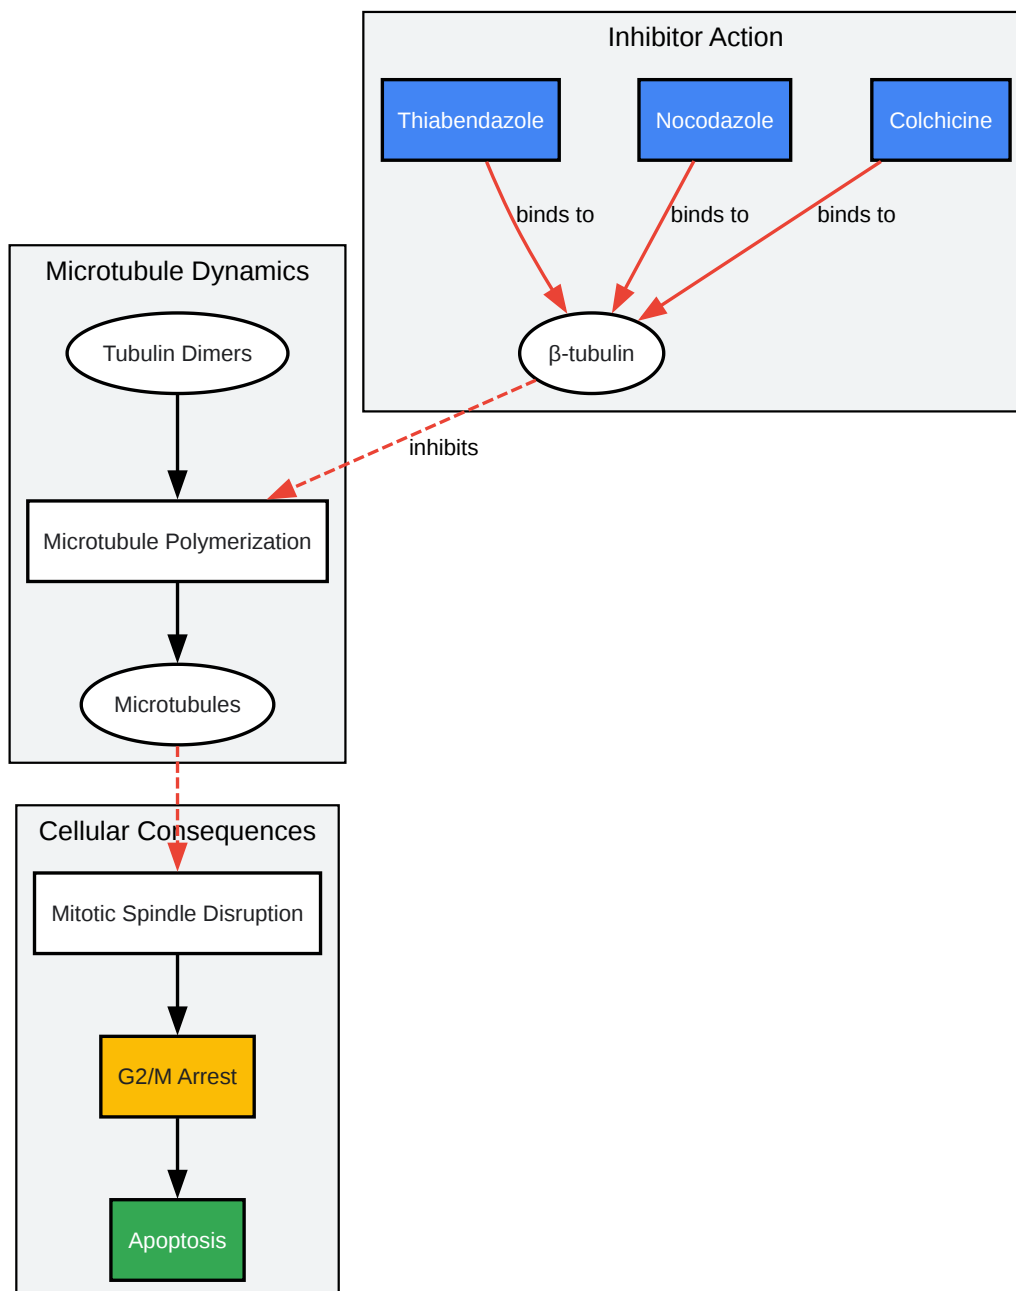 Inhibitor Action
Thiabendazole
Nocodazole
Colchicine
binds to
binds to
binds to
β-tubulin
inhibits
Microtubule Dynamics
Tubulin Dimers
Microtubule Polymerization
Microtubules
Cellular Consequences
Mitotic Spindle Disruption
G2/M Arrest
Apoptosis